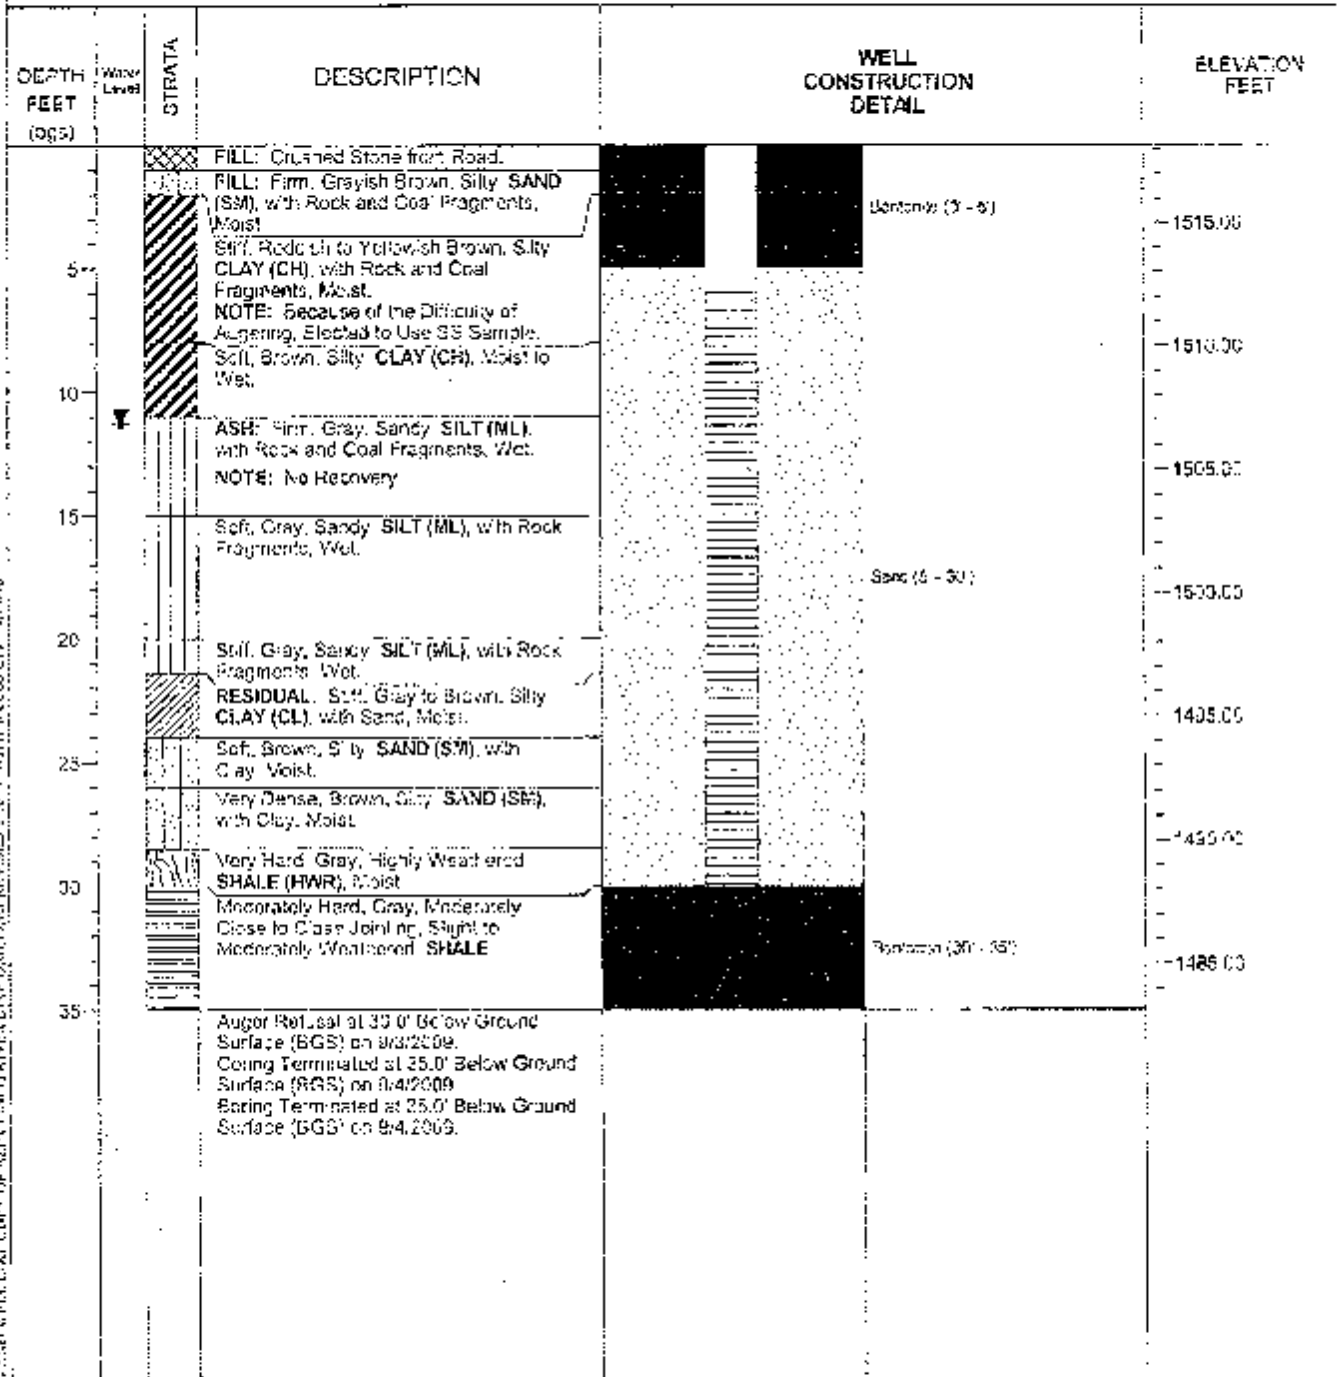 DEPTH
FEET
(bgs)
Water
Level
STRATA
DESCRIPTION
WELL
CONSTRUCTION
DETAIL
ELEVATION
FEET
FILL: Crushed Stone from Road.
FILL: Firm, Grayish Brown, Silty SAND
(SM), with Rock and Coal Fragments,
Moist
Stiff, Reddish to Yellowish Brown, Silty
CLAY (CH), with Rock and Coal
Fragments, Moist.
NOTE: Because of the Difficulty of
Augering, Elected to Use SS Sample.
Soft, Brown, Silty CLAY (CH), Moist to
Wet.
ASH: Firm, Gray, Sandy SILT (ML),
with Rock and Coal Fragments, Wet.
NOTE: No Recovery
Soft, Gray, Sandy SILT (ML), with Rock
Fragments, Wet.
Stiff, Gray, Sandy SILT (ML), with Rock
Fragments, Wet.
RESIDUAL: Gray to Brown, Silty
CLAY (CL), with Sand, Moist.
Soft, Brown, Silty SAND (SM), with
Clay, Moist.
Very Dense, Brown, Silty SAND (SM),
with Clay, Moist
Very Hard, Gray, Highly Weathered
SHALE (HWR), Moist
Moderately Hard, Gray, Moderately
Close to Close Jointing, Slight to
Moderately Weathered SHALE
Auger Refusal at 30.0' Below Ground
Surface (BGS) on 9/3/2009.
Coring Terminated at 35.0' Below Ground
Surface (BGS) on 9/4/2009
Boring Terminated at 35.0' Below Ground
Surface (BGS) on 9/4/2009.
5
10
15
20
25
30
35
Bentonite
Sand (5' - 30')
Bentonite (30' - 35')
1515.00
1510.00
1505.00
1500.00
1495.00
1490.00
1485.00